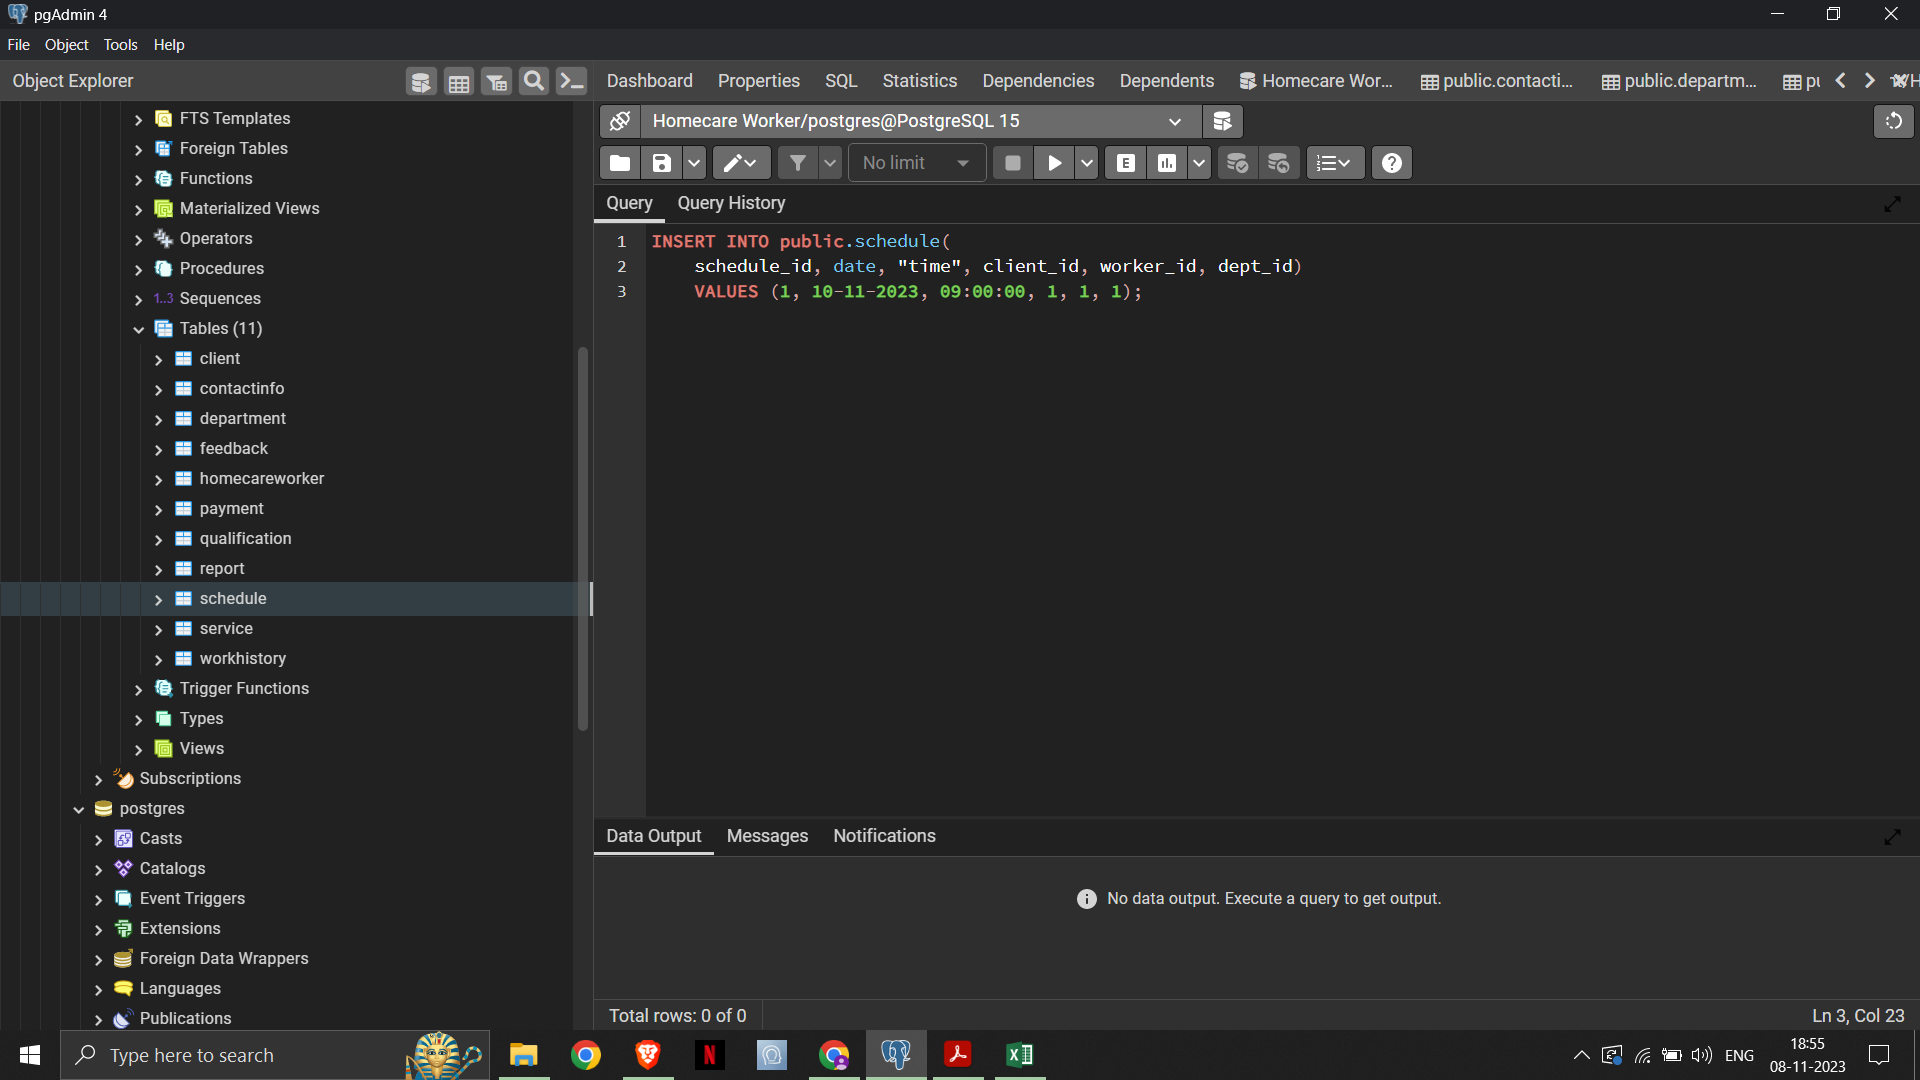 pgAdmin 4
File Object Tools Help
Object Explorer
Dashboard Properties SQL Statistics Dependencies Dependents Homecare Wor... public.contacti... public.departm... pu
Homecare Worker/postgres@PostgreSQL 15
No limit
E
Query Query History
1 INSERT INTO public.schedule(
2 schedule_id, date, "time", client_id, worker_id, dept_id)
3 VALUES (1, 10-11-2023, 09:00:00, 1, 1, 1);
FTS Templates
Foreign Tables
Functions
Materialized Views
Operators
Procedures
1..3 Sequences
Tables (11)
client
contactinfo
department
feedback
homecareworker
payment
qualification
report
schedule
service
workhistory
Trigger Functions
Types
Views
Subscriptions
postgres
Casts
Catalogs
Event Triggers
Extensions
Foreign Data Wrappers
Languages
Publications
Data Output Messages Notifications
No data output. Execute a query to get output.
Total rows: 0 of 0
Ln 3, Col 23
Type here to search
N
ENG
18:55
08-11-2023